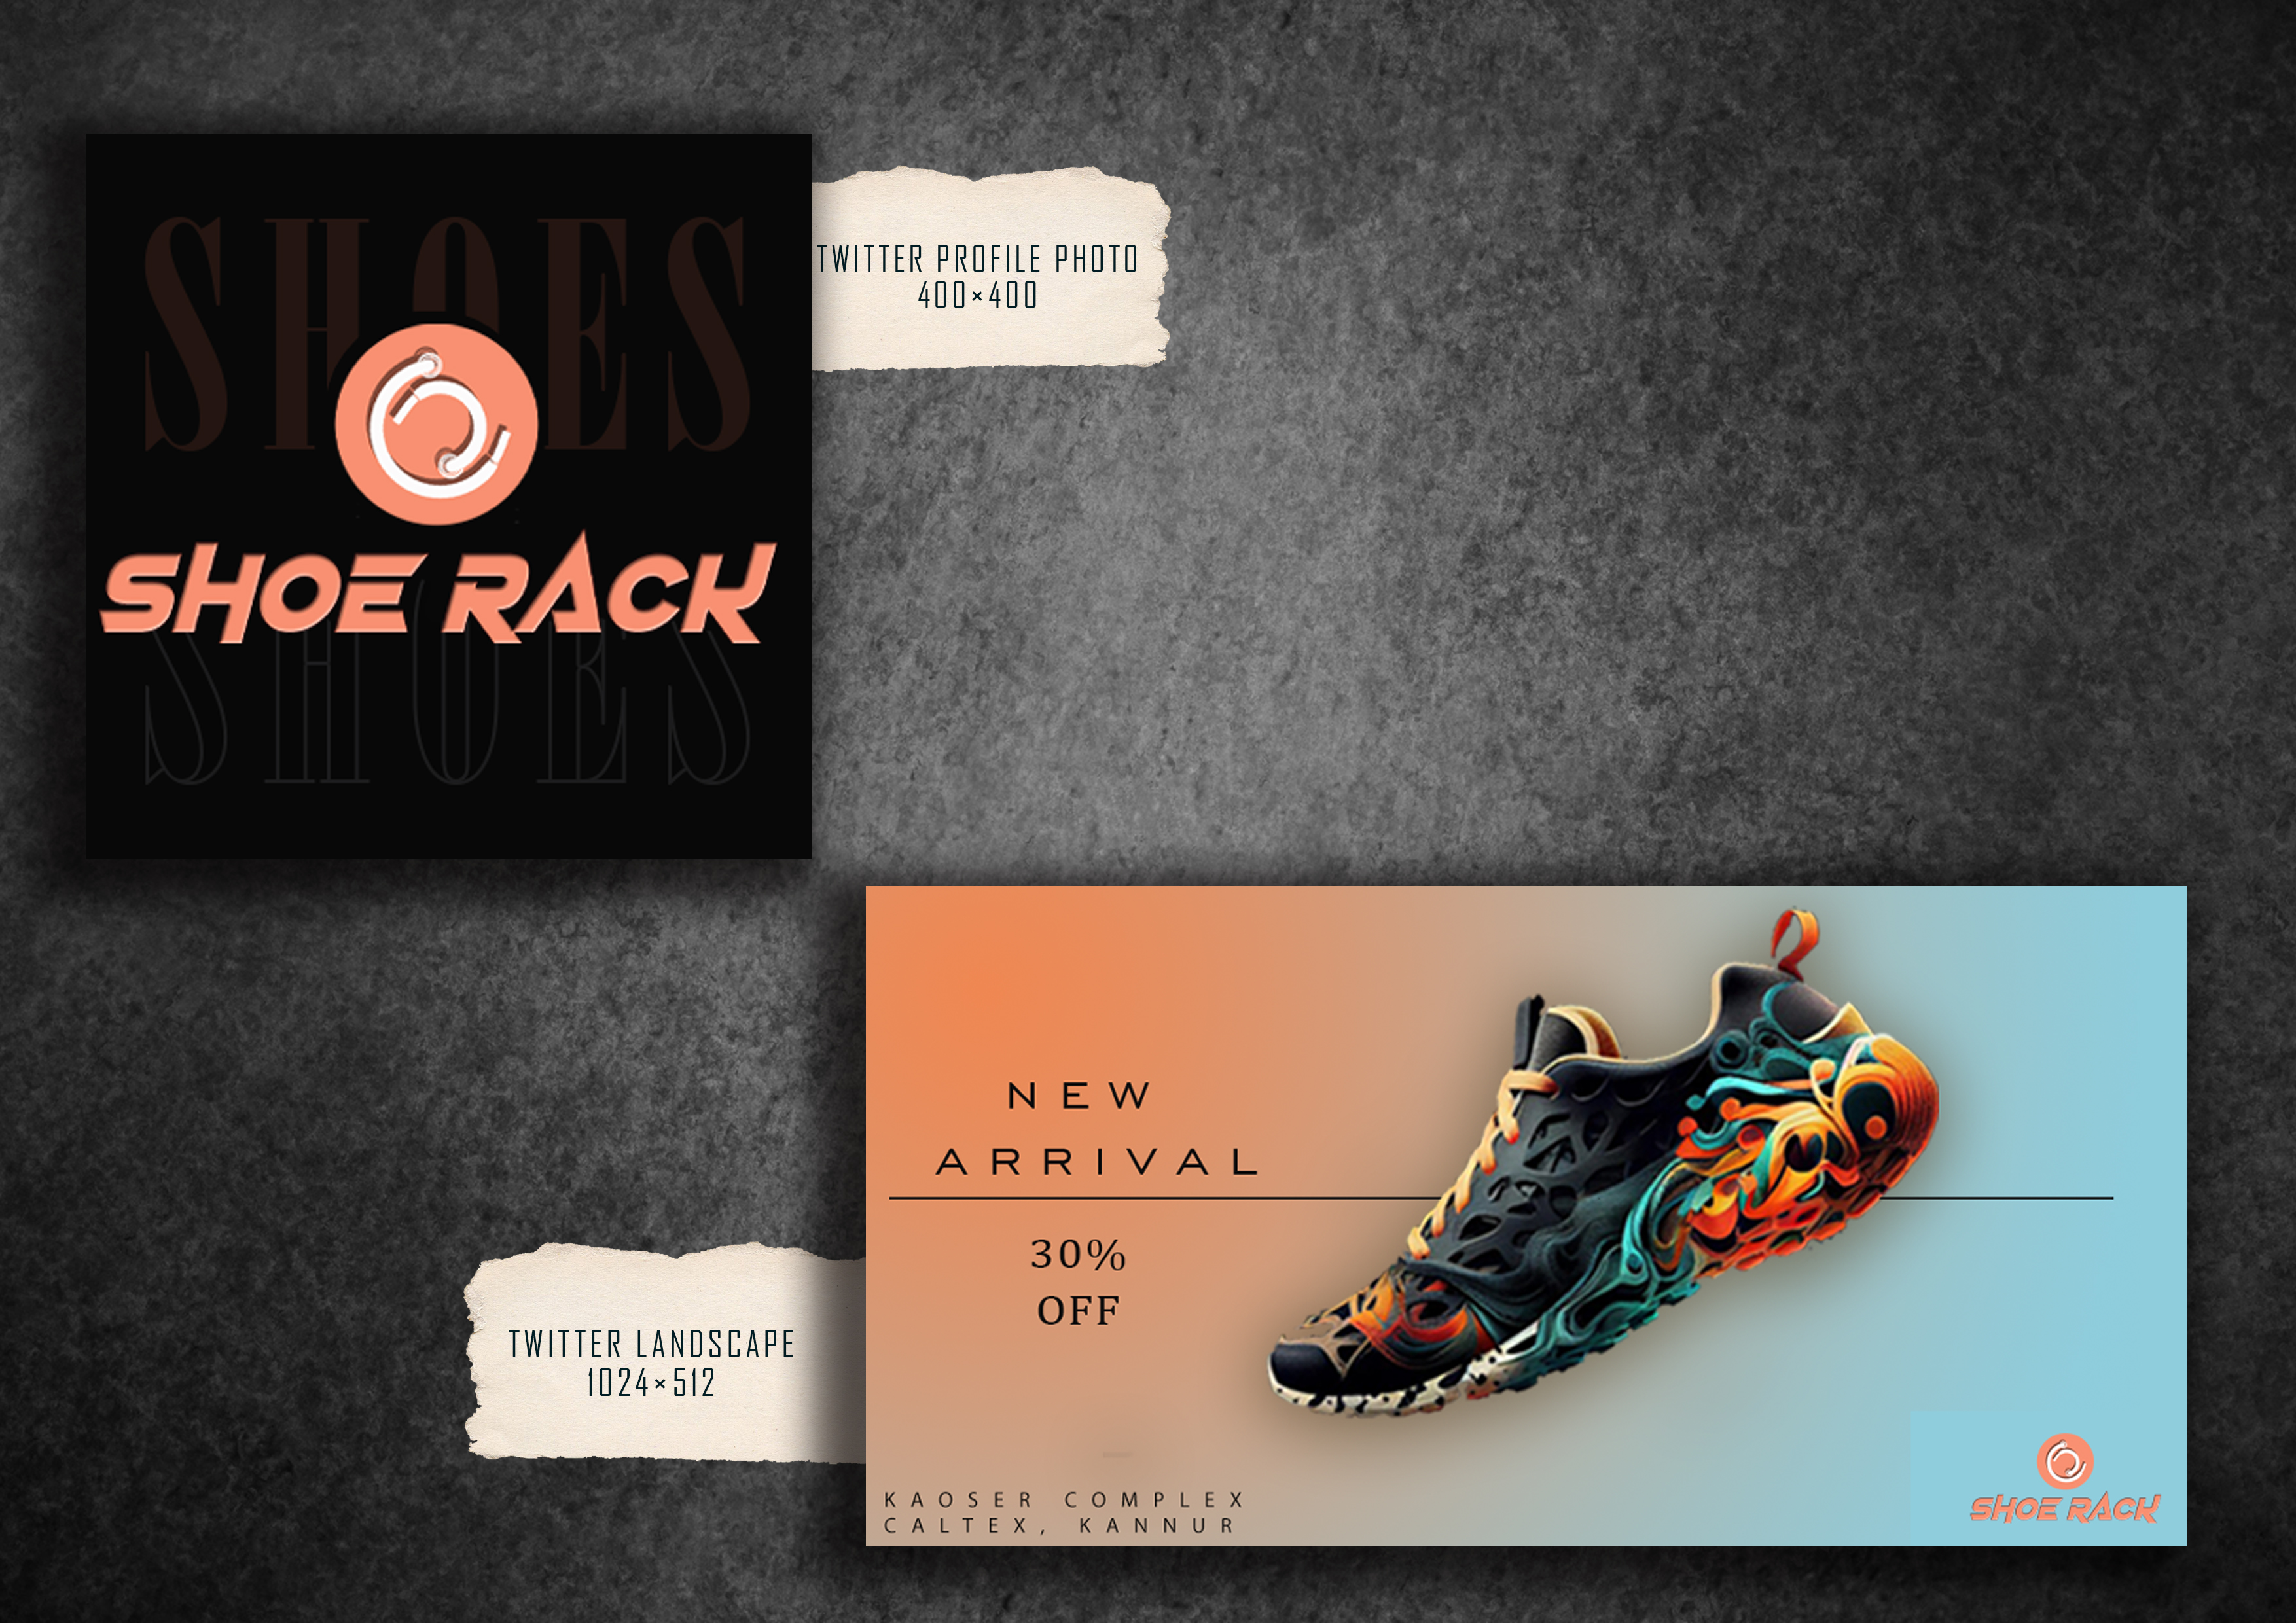 SHOES
SHOE RACK
SHOES
TWITTER PROFILE PHOTO
400×400
NEW
ARRIVAL
30%
OFF
TWITTER LANDSCAPE
1024×512
KAOSER COMPLEX
CALTEX, KANNUR
SHOE RACK